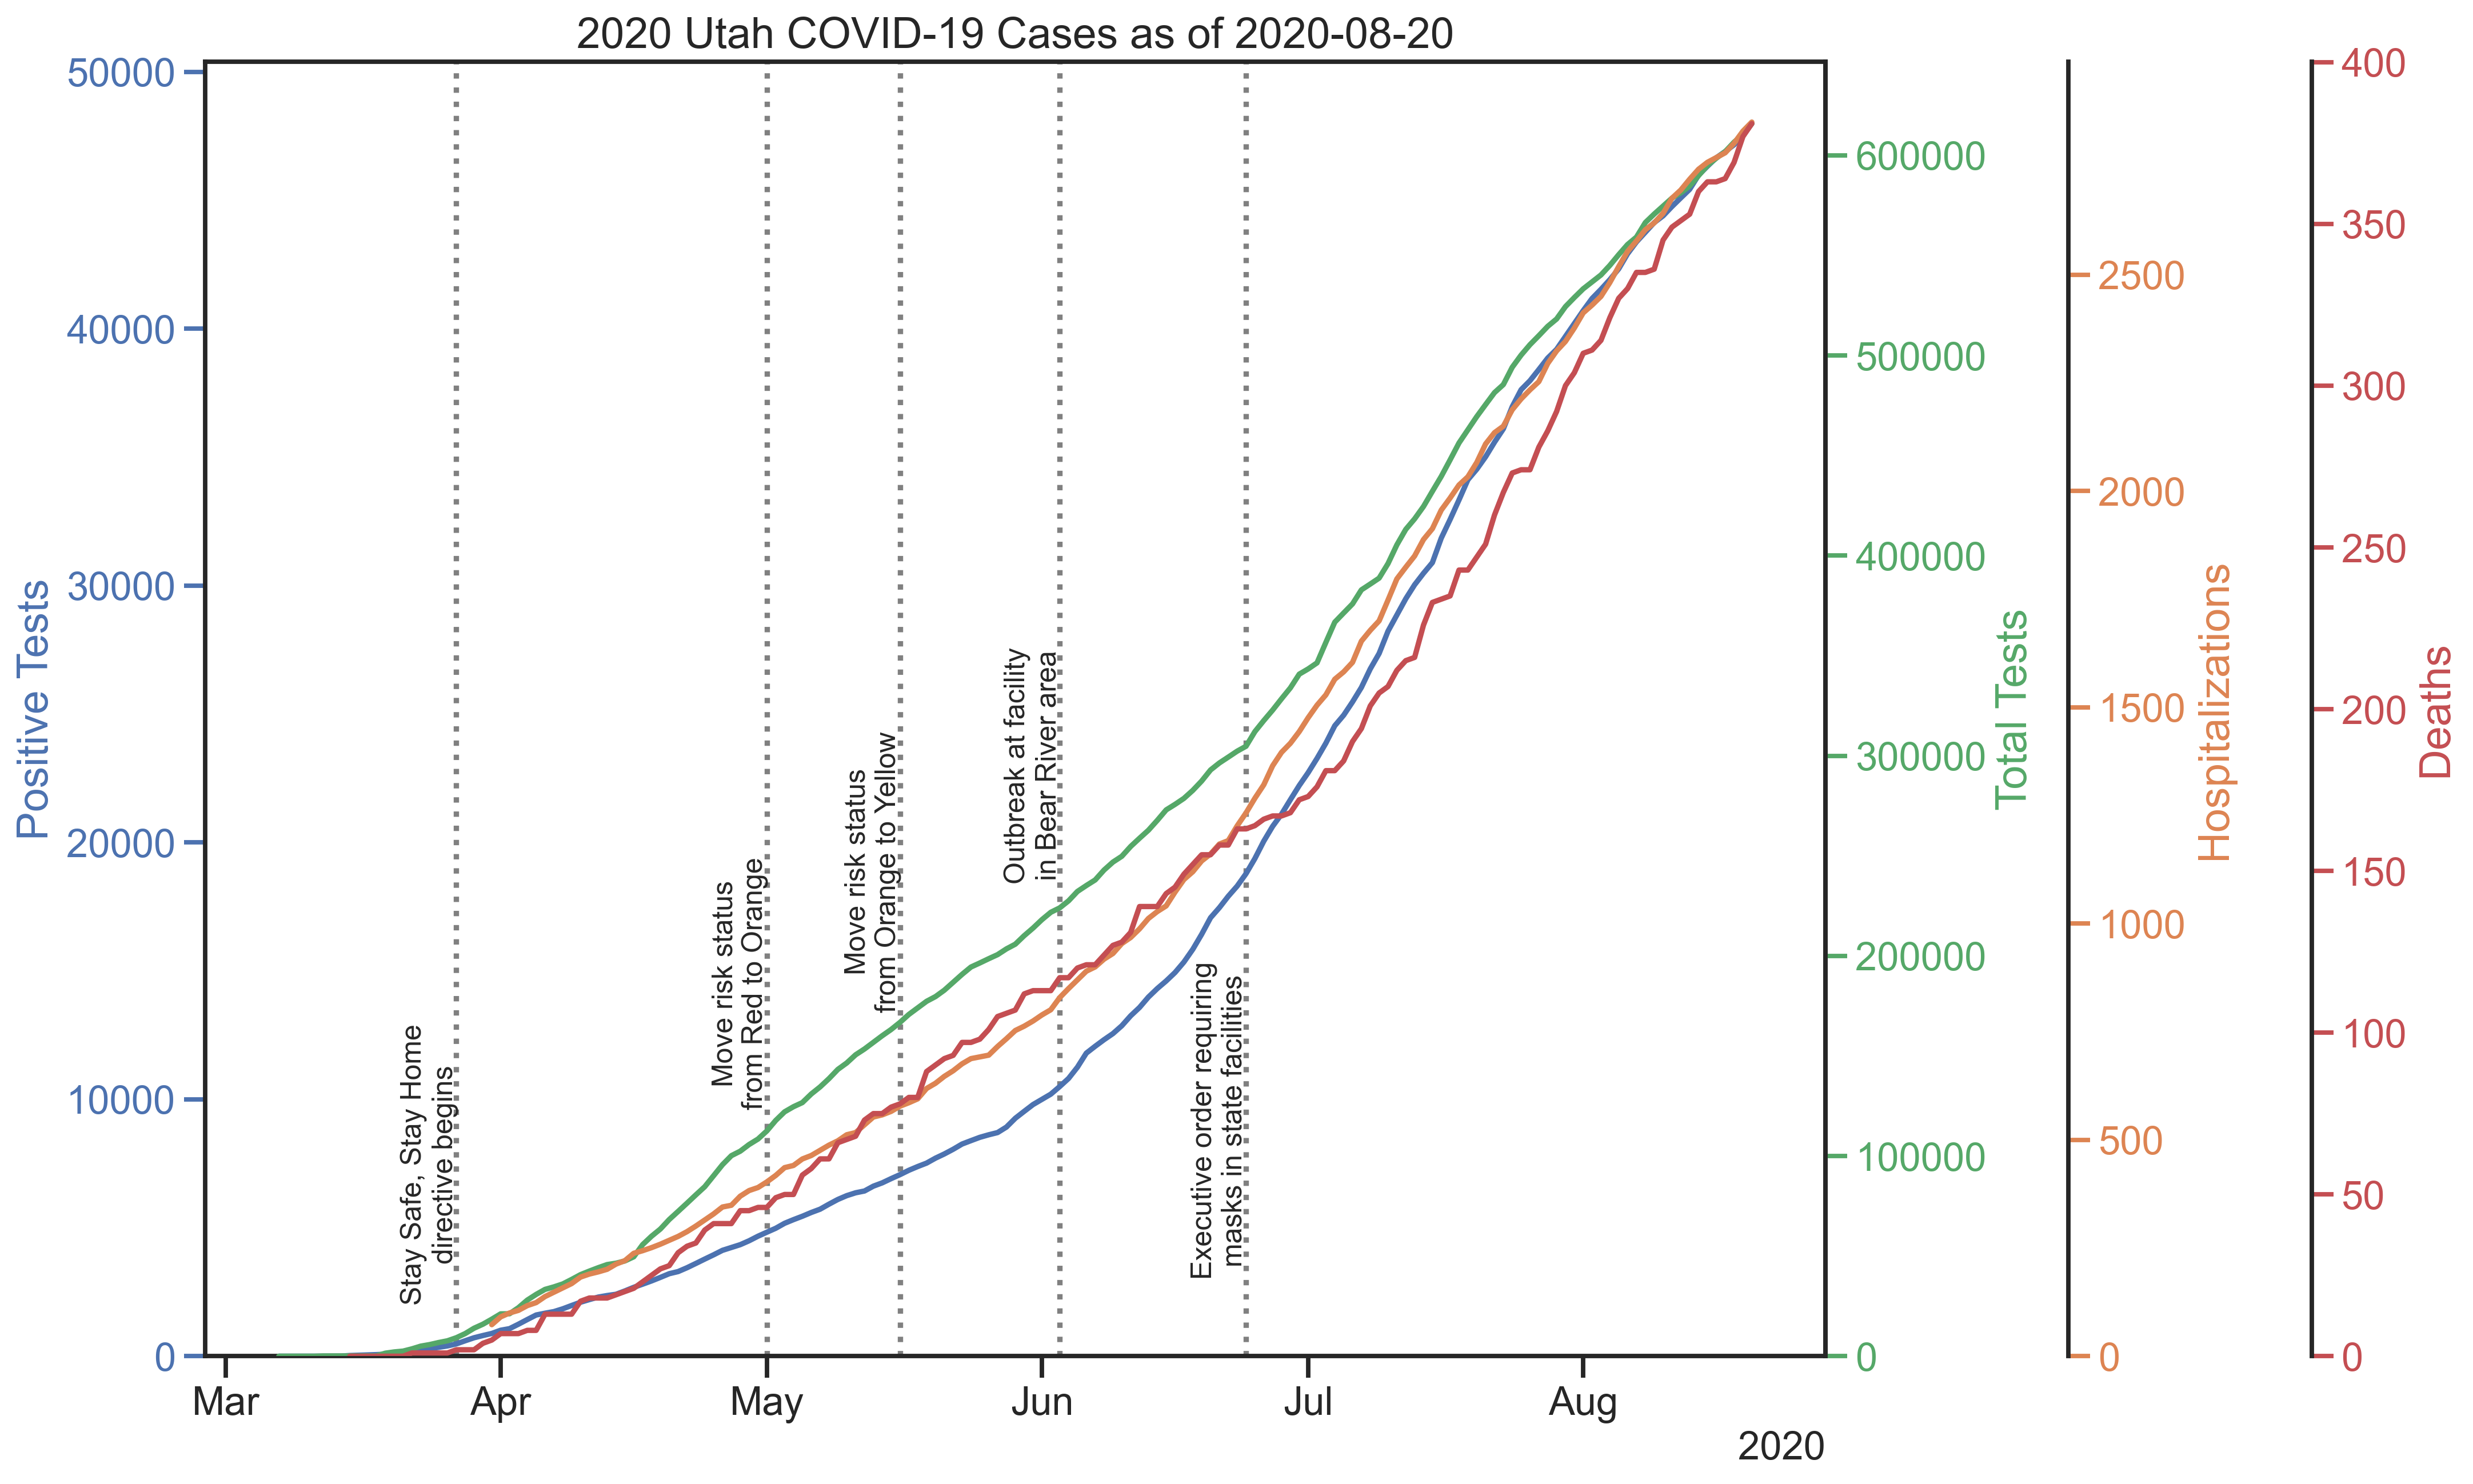 2020 Utah COVID-19 Cases as of 2020-08-20
50000
40000
30000
20000
10000
0
Positive Tests
Stay Safe, Stay Home
directive begins
Move risk status
from Red to Orange
Move risk status
from Orange to Yellow
Outbreak at facility
in Bear River area
Executive order requiring
masks in state facilities
Mar
Apr
May
Jun
Jul
Aug
2020
600000
500000
400000
300000
200000
100000
0
Total Tests
2500
2000
1500
1000
500
0
Hospitalizations
400
350
300
250
200
150
100
50
0
Deaths